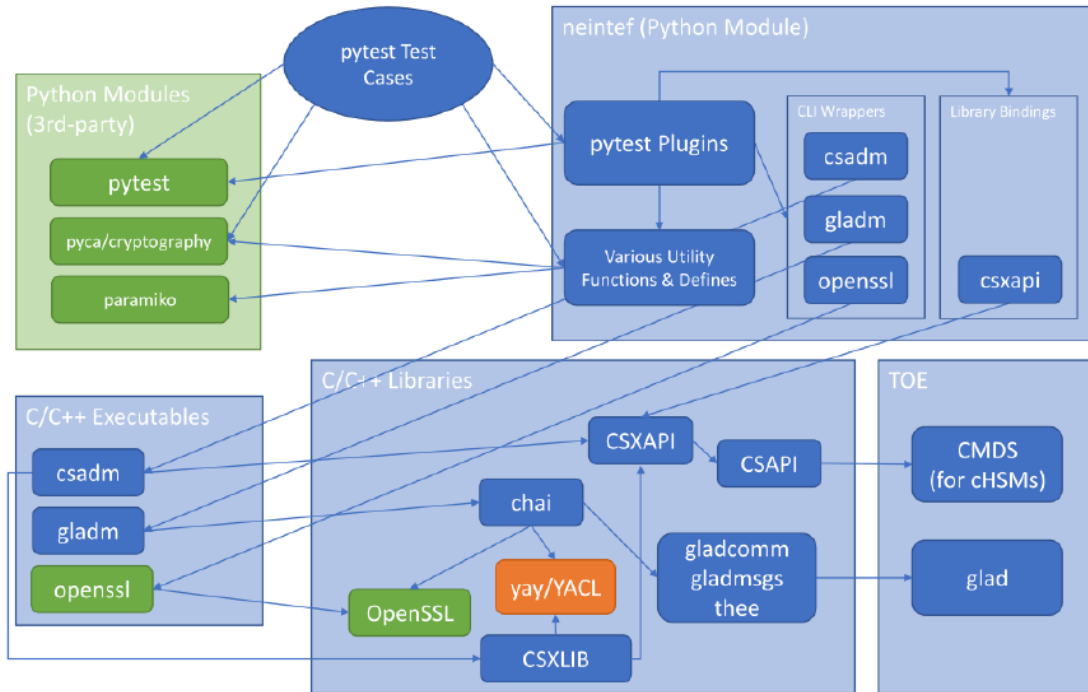 pytest Test
Cases
neintef (Python Module)
Python Modules
(3rd-party)
pytest
pyca/cryptography
paramiko
pytest Plugins
Various Utility
Functions & Defines
CLI Wrappers
csadm
gladm
openssl
Library Bindings
csxapi
C/C++ Executables
csadm
gladm
openssl
C/C++ Libraries
CSXAPI
CSAPI
chai
yay/YACL
OpenSSL
CSXLIB
gladcomm
gladmsgs
thee
TOE
CMDS
(for cHSMs)
glad